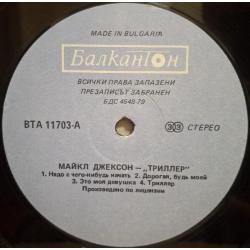 MADE IN BULGARIA
Балкантон
ВСИЧКИ ПРАВА ЗАПАЗЕНИ
ПРЕЗАПИСЪТ ЗАБРАНЕН
БДС 4648-79
ВТА 11703-А
33 СТЕРЕО
МАЙКЛ ДЖЕКСОН – „ТРИЛЛЕР"
1. Надо с чего-нибудь начать 2. Дорогая, будь моей
3. Это моя девушка 4. Триллер
Произведено по лицензии